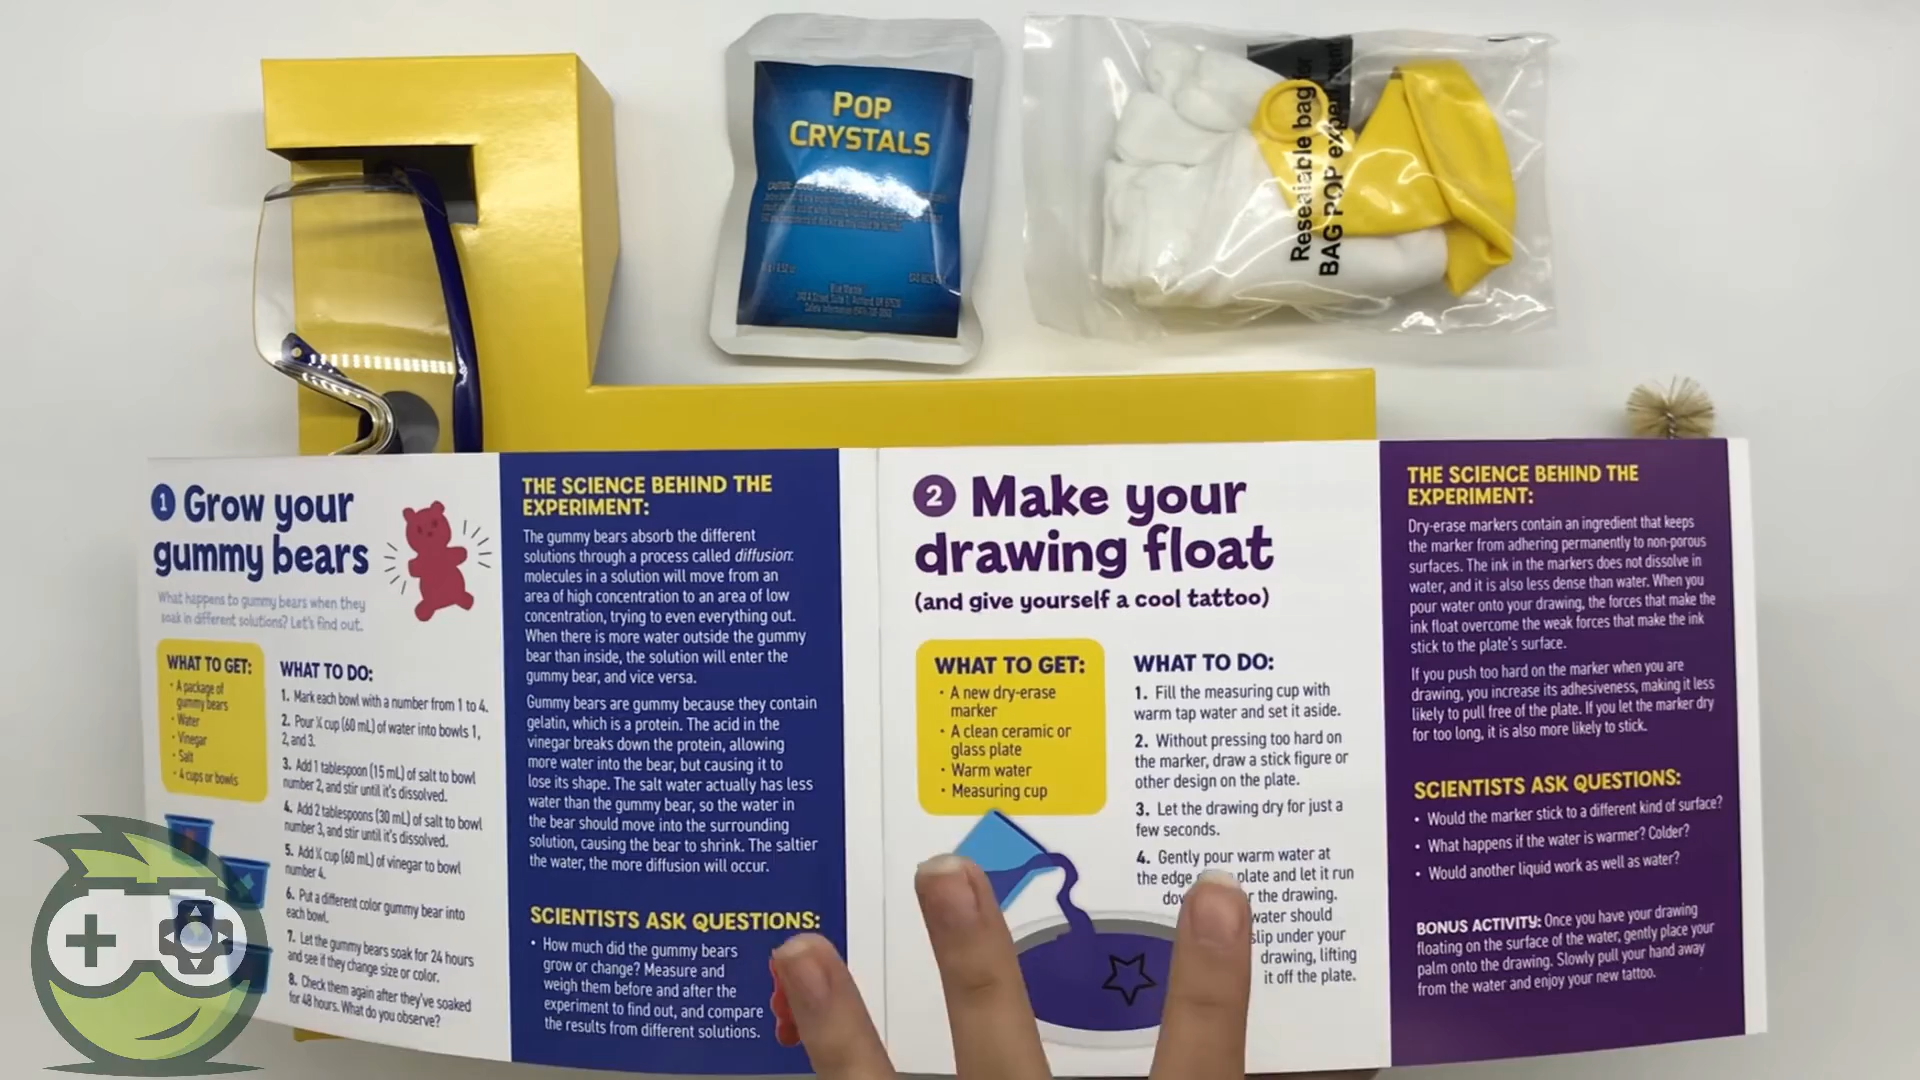 POP
CRYSTALS
Resealable bag for
BAG POP experiment
1 Grow your
gummy bears
What happens to gummy bears when they
soak in different solutions? Let's find out.
WHAT TO GET:
• A package of
gummy bears
• Water
• Vinegar
• Salt
• 4 cups or bowls
WHAT TO DO:
1. Mark each bowl with a number from 1 to 4.
2. Pour ¼ cup (60 mL) of water into bowls 1,
2, and 3.
3. Add 1 tablespoon (15 mL) of salt to bowl
number 2, and stir until it's dissolved.
4. Add 2 tablespoons (30 mL) of salt to bowl
number 3, and stir until it's dissolved.
5. Add ¼ cup (60 mL) of vinegar to bowl
number 4.
6. Put a different color gummy bear into
each bowl.
7. Let the gummy bears soak for 24 hours
and see if they change size or color.
8. Check them again after they've soaked
for 48 hours. What do you observe?
THE SCIENCE BEHIND THE
EXPERIMENT:
The gummy bears absorb the different
solutions through a process called diffusion:
molecules in a solution will move from an
area of high concentration to an area of low
concentration, trying to even everything out.
When there is more water outside the gummy
bear than inside, the solution will enter the
gummy bear, and vice versa.
Gummy bears are gummy because they contain
gelatin, which is a protein. The acid in the
vinegar breaks down the protein, allowing
more water into the bear, but causing it to
lose its shape. The salt water actually has less
water than the gummy bear, so the water in
the bear should move into the surrounding
solution, causing the bear to shrink. The saltier
the water, the more diffusion will occur.
SCIENTISTS ASK QUESTIONS:
• How much did the gummy bears
grow or change? Measure and
weigh them before and after the
experiment to find out, and compare
the results from different solutions.
2 Make your
drawing float
(and give yourself a cool tattoo)
WHAT TO GET:
• A new dry-erase
marker
• A clean ceramic or
glass plate
• Warm water
• Measuring cup
WHAT TO DO:
1. Fill the measuring cup with
warm tap water and set it aside.
2. Without pressing too hard on
the marker, draw a stick figure or
other design on the plate.
3. Let the drawing dry for just a
few seconds.
4. Gently pour warm water at
the edge plate and let it run
the drawing.
water should
slip under your
drawing, lifting
it off the plate.
THE SCIENCE BEHIND THE
EXPERIMENT:
Dry-erase markers contain an ingredient that keeps
the marker from adhering permanently to non-porous
surfaces. The ink in the markers does not dissolve in
water, and it is also less dense than water. When you
pour water onto your drawing, the forces that make the
ink float overcome the weak forces that make the ink
stick to the plate's surface.
If you push too hard on the marker when you are
drawing, you increase its adhesiveness, making it less
likely to pull free of the plate. If you let the marker dry
for too long, it is also more likely to stick.
SCIENTISTS ASK QUESTIONS:
• Would the marker stick to a different kind of surface?
• What happens if the water is warmer? Colder?
• Would another liquid work as well as water?
BONUS ACTIVITY: Once you have your drawing
floating on the surface of the water, gently place your
palm onto the drawing. Slowly pull your hand away
from the water and enjoy your new tattoo.